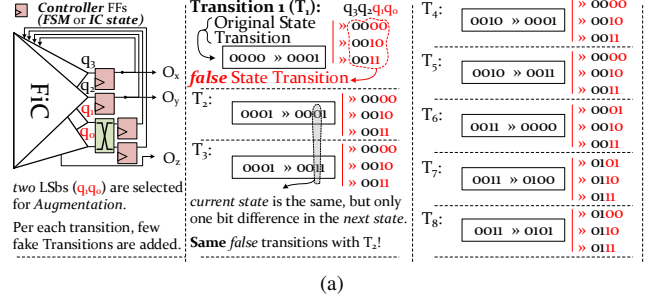 Controller FFs
(FSM or IC state)
FiC
q3
q2
q1
q0
Ox
Oy
Oz
two LSbs (q1q0) are selected
for Augmentation.
Per each transition, few
fake Transitions are added.
Transition 1 (T1): q3q2q1q0
Original State
Transition
0000 » 0001
» 0000
» 0010
» 0011
false State Transition
T2:
0001 » 0001
» 0000
» 0010
» 0011
T3:
0001 » 0011
» 0000
» 0010
» 0011
current state is the same, but only
one bit difference in the next state.
Same false transitions with T2!
T4:
0010 » 0001
» 0000
» 0010
» 0011
T5:
0010 » 0011
» 0000
» 0010
» 0011
T6:
0011 » 0000
» 0001
» 0010
» 0011
T7:
0011 » 0100
» 0101
» 0110
» 0111
T8:
0011 » 0101
» 0100
» 0110
» 0111
(a)